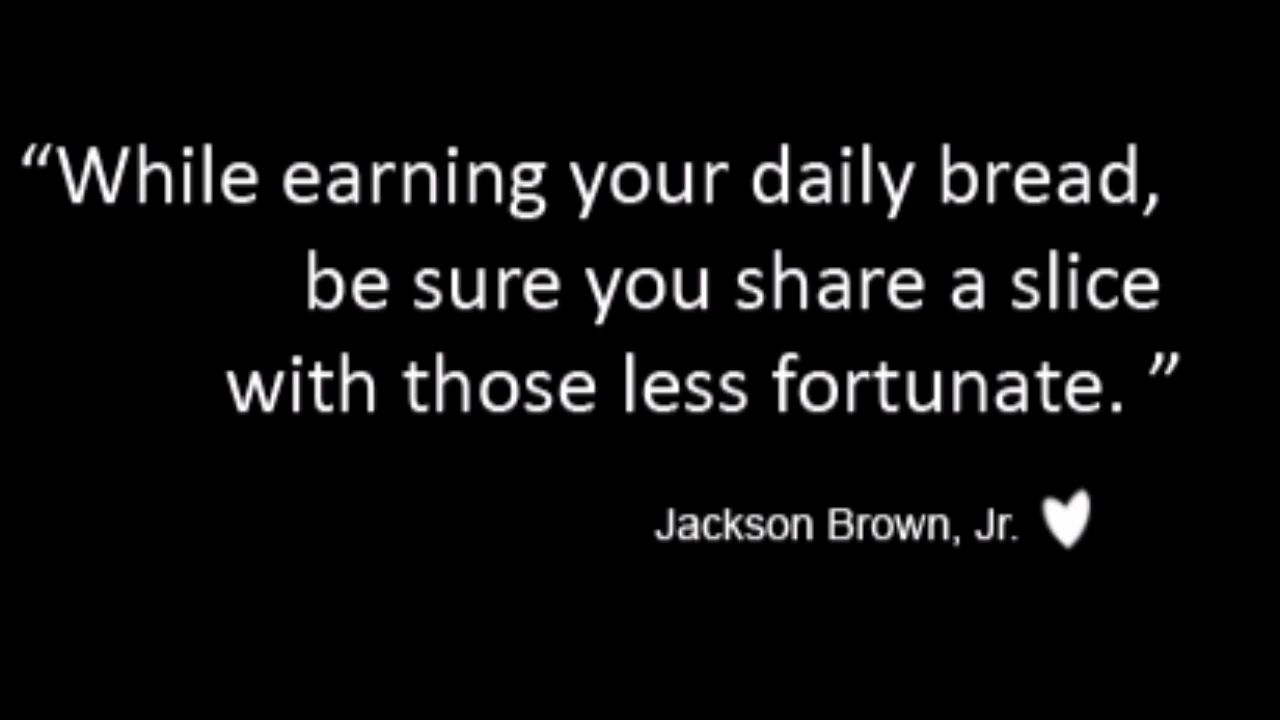 “While earning your daily bread,
be sure you share a slice
with those less fortunate. ”
Jackson Brown, Jr.